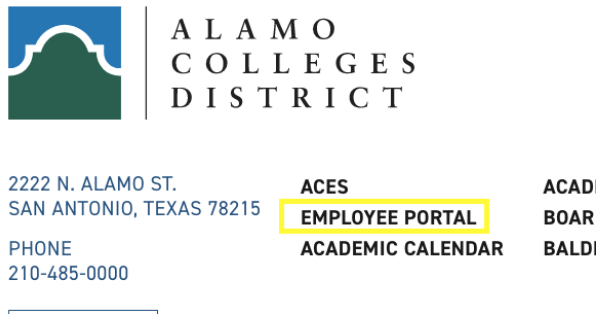 ALAMO
COLLEGES
DISTRICT
2222 N. ALAMO ST.
SAN ANTONIO, TEXAS 78215
PHONE
210-485-0000
ACES
EMPLOYEE PORTAL
ACADEMIC CALENDAR